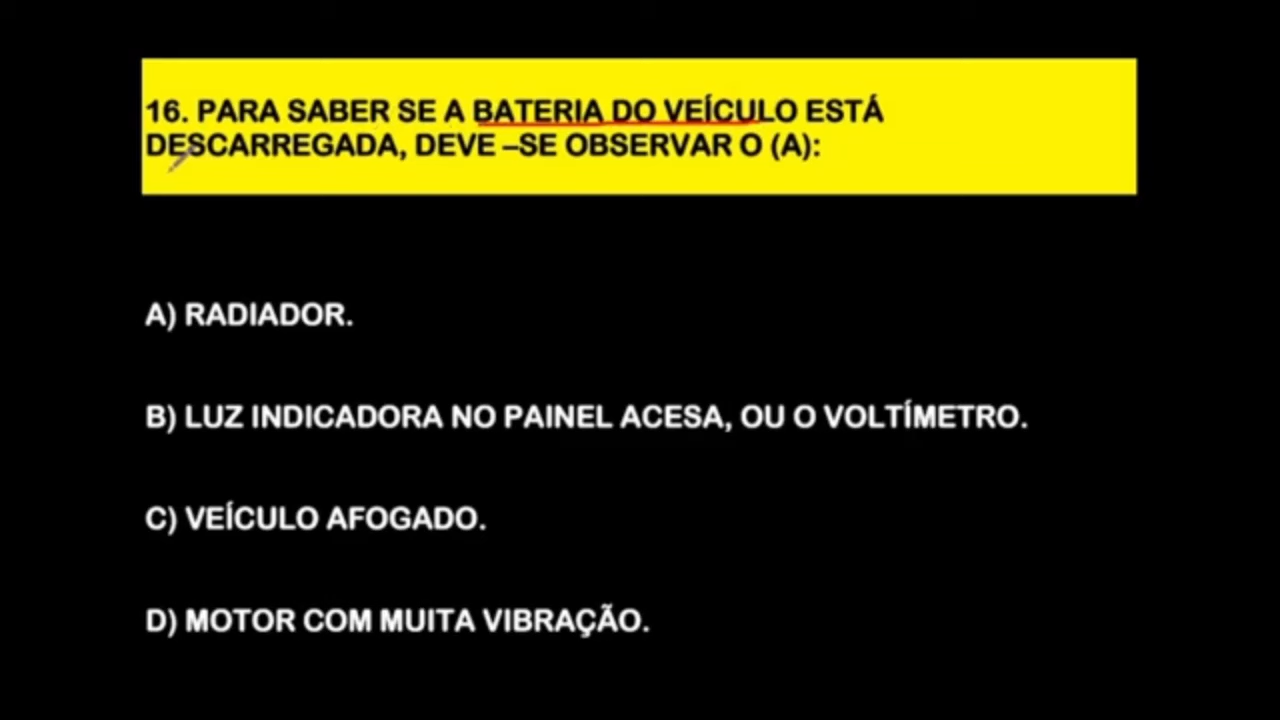 16. PARA SABER SE A BATERIA DO VEÍCULO ESTÁ
DESCARREGADA, DEVE –SE OBSERVAR O (A):
A) RADIADOR.
B) LUZ INDICADORA NO PAINEL ACESA, OU O VOLTÍMETRO.
C) VEÍCULO AFOGADO.
D) MOTOR COM MUITA VIBRAÇÃO.